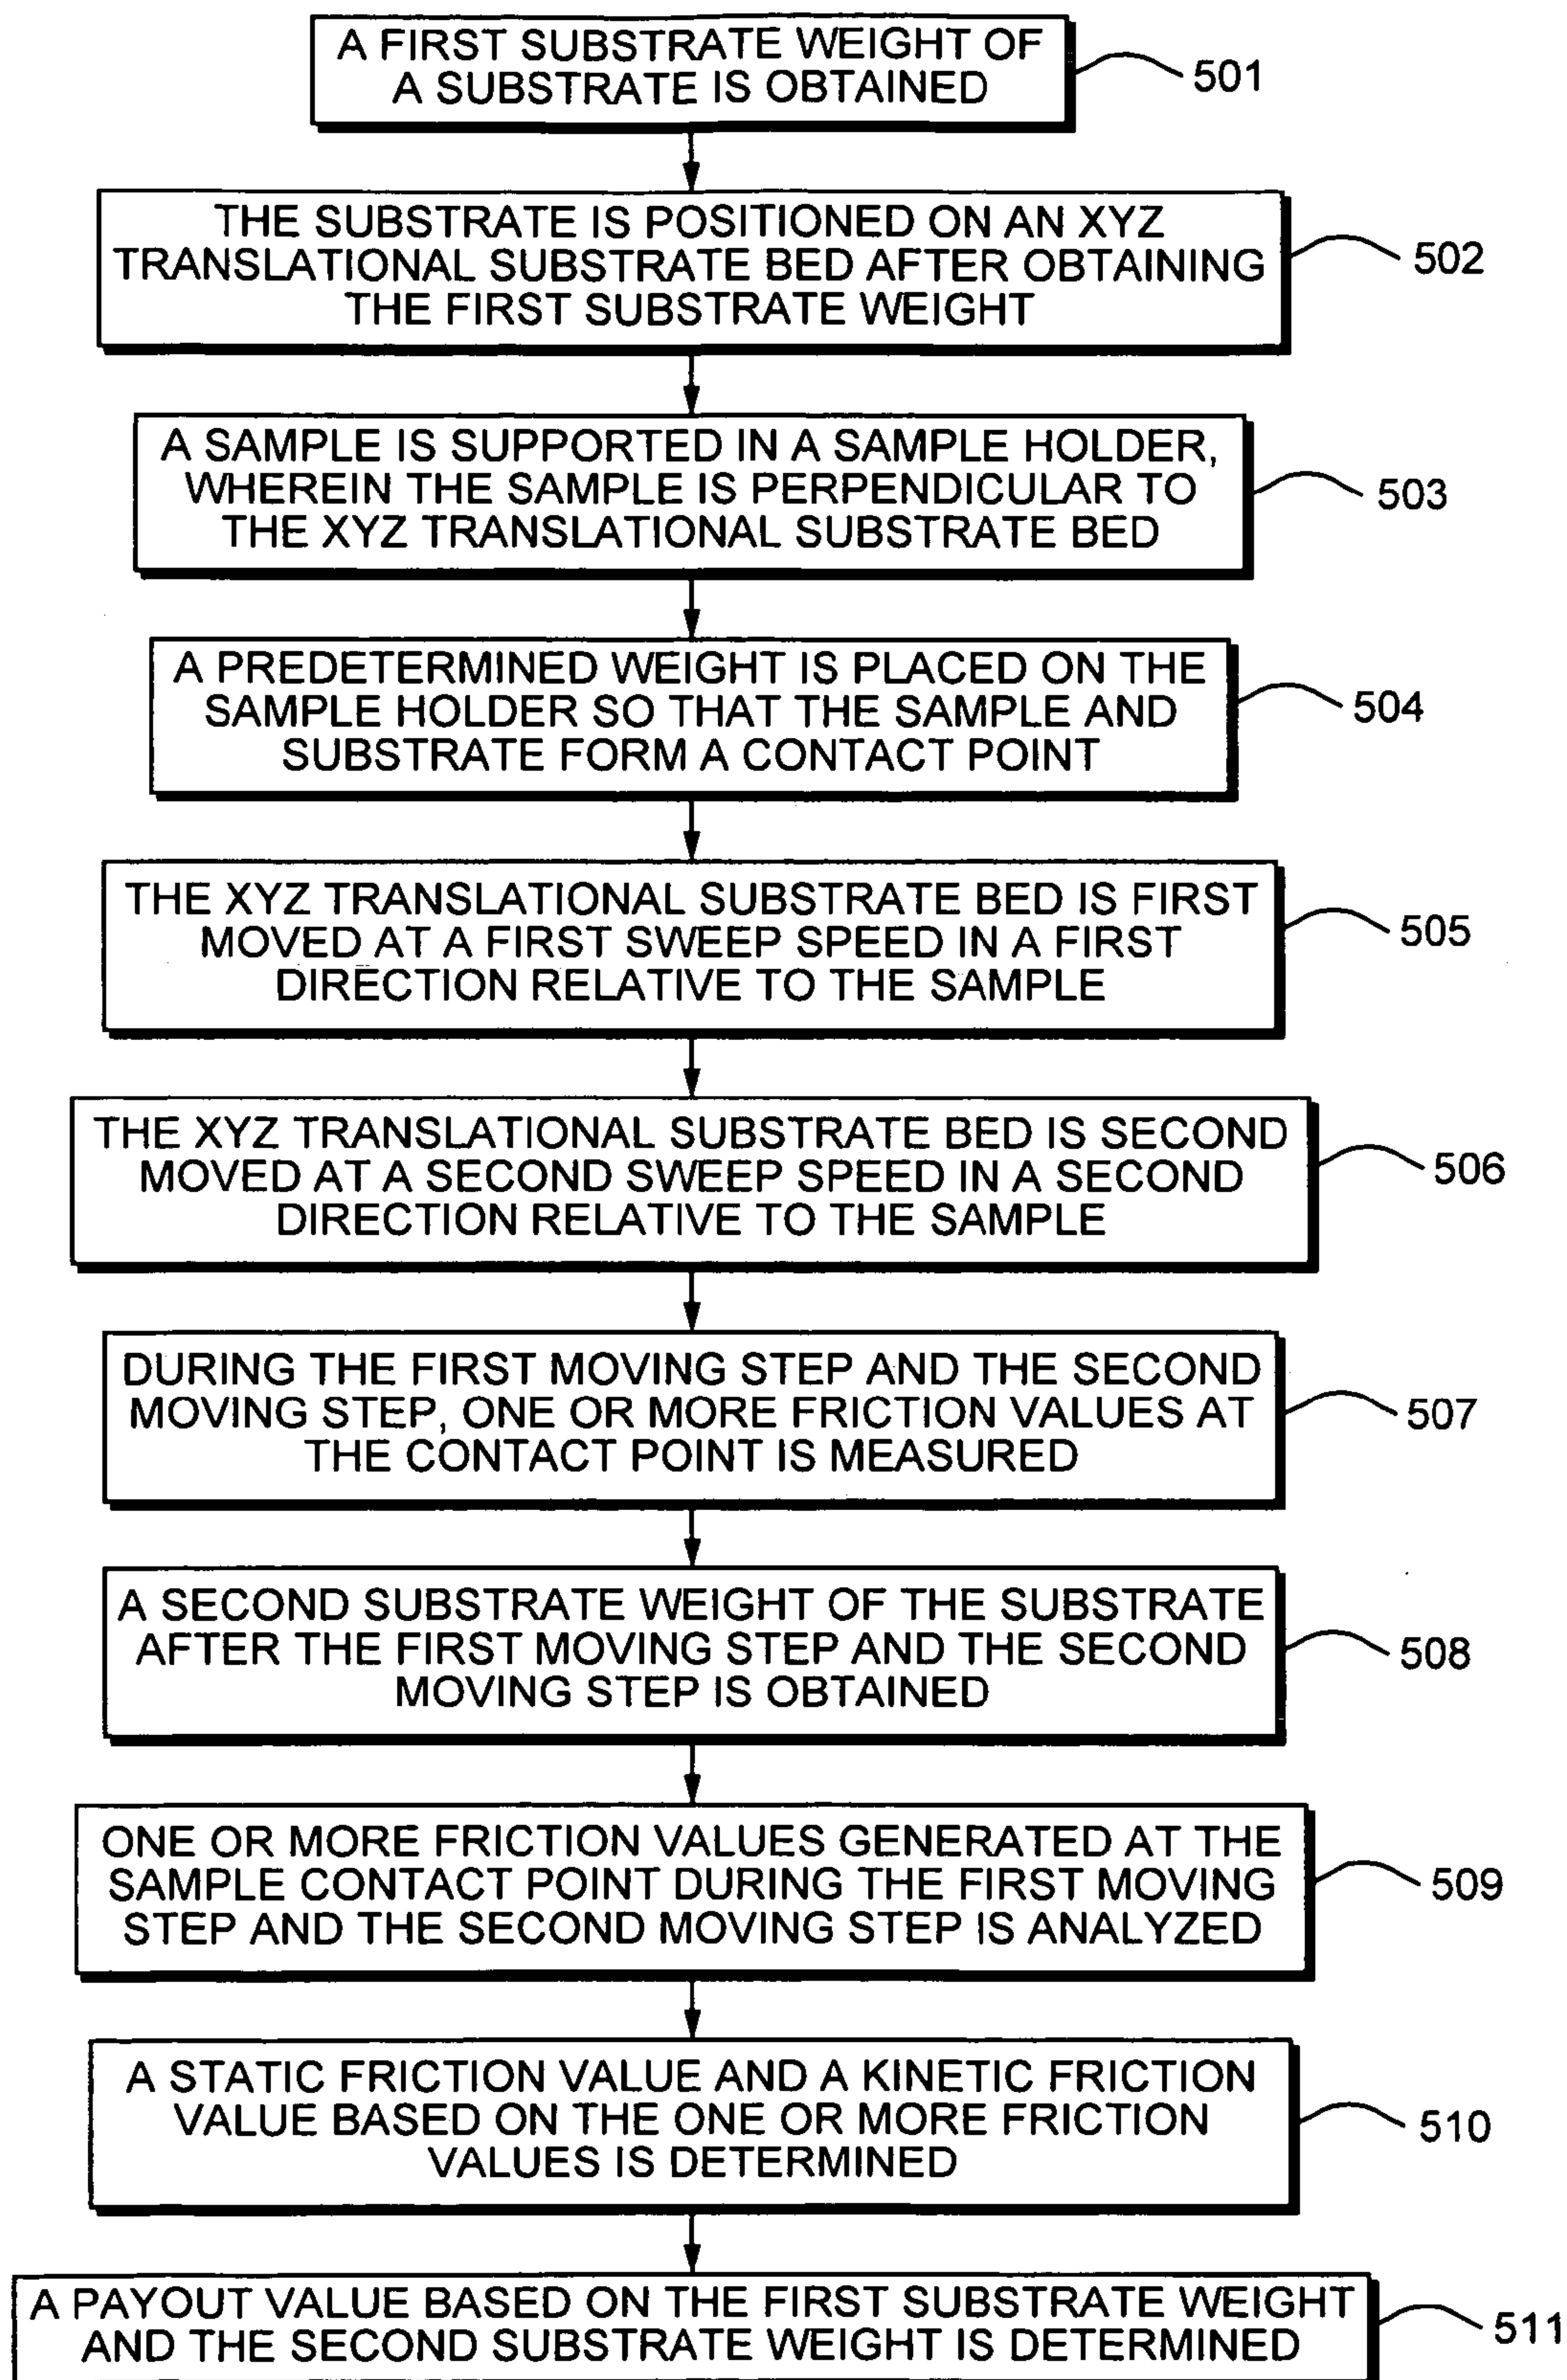 A FIRST SUBSTRATE WEIGHT OF
A SUBSTRATE IS OBTAINED
501
THE SUBSTRATE IS POSITIONED ON AN XYZ
TRANSLATIONAL SUBSTRATE BED AFTER OBTAINING
THE FIRST SUBSTRATE WEIGHT
502
A SAMPLE IS SUPPORTED IN A SAMPLE HOLDER,
WHEREIN THE SAMPLE IS PERPENDICULAR TO
THE XYZ TRANSLATIONAL SUBSTRATE BED
503
A PREDETERMINED WEIGHT IS PLACED ON THE
SAMPLE HOLDER SO THAT THE SAMPLE AND
SUBSTRATE FORM A CONTACT POINT
504
THE XYZ TRANSLATIONAL SUBSTRATE BED IS FIRST
MOVED AT A FIRST SWEEP SPEED IN A FIRST
DIRECTION RELATIVE TO THE SAMPLE
505
THE XYZ TRANSLATIONAL SUBSTRATE BED IS SECOND
MOVED AT A SECOND SWEEP SPEED IN A SECOND
DIRECTION RELATIVE TO THE SAMPLE
506
DURING THE FIRST MOVING STEP AND THE SECOND
MOVING STEP, ONE OR MORE FRICTION VALUES AT
THE CONTACT POINT IS MEASURED
507
A SECOND SUBSTRATE WEIGHT OF THE SUBSTRATE
AFTER THE FIRST MOVING STEP AND THE SECOND
MOVING STEP IS OBTAINED
508
ONE OR MORE FRICTION VALUES GENERATED AT THE
SAMPLE CONTACT POINT DURING THE FIRST MOVING
STEP AND THE SECOND MOVING STEP IS ANALYZED
509
A STATIC FRICTION VALUE AND A KINETIC FRICTION
VALUE BASED ON THE ONE OR MORE FRICTION
VALUES IS DETERMINED
510
A PAYOUT VALUE BASED ON THE FIRST SUBSTRATE WEIGHT
AND THE SECOND SUBSTRATE WEIGHT IS DETERMINED
511